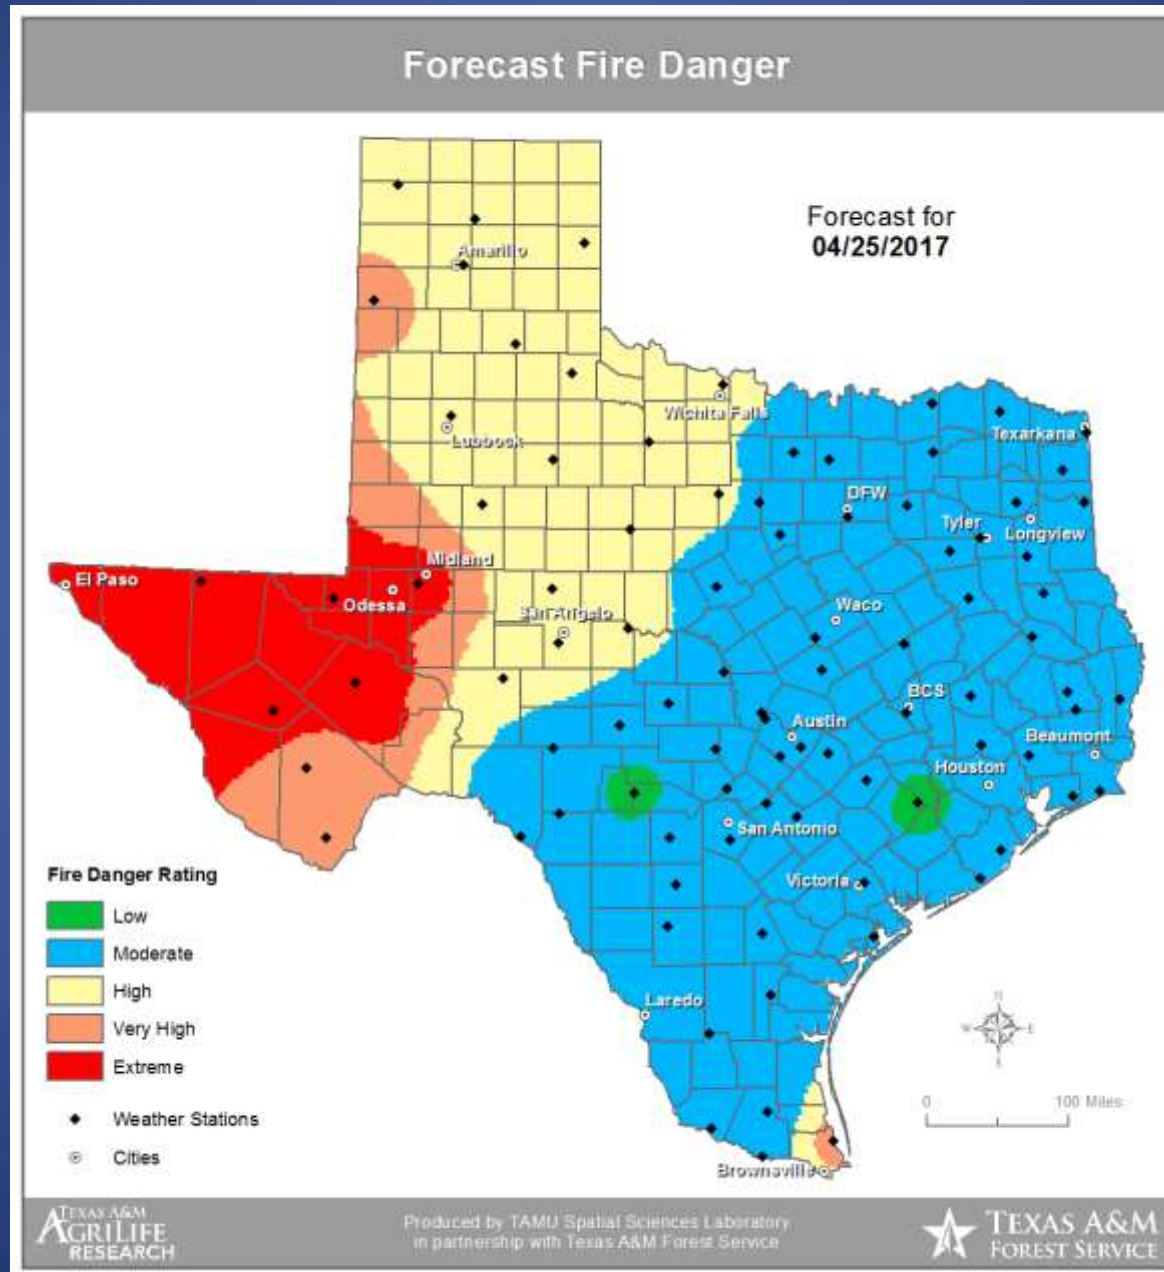 Forecast Fire Danger
Forecast for
04/25/2017
Amarillo
Wichita Falls
Lubbock
Texarkana
DFW
Tyler
Longview
Midland
El Paso
Odessa
San Angelo
Waco
BCS
Austin
Beaumont
Houston
San Antonio
Victoria
Laredo
Brownsville
Fire Danger Rating
Low
Moderate
High
Very High
Extreme
Weather Stations
Cities
N
W E
S
0 100 Miles
TEXAS A&M
AGRILIFE
RESEARCH
Produced by TAMU Spatial Sciences Laboratory
in partnership with Texas A&M Forest Service
TEXAS A&M
FOREST SERVICE